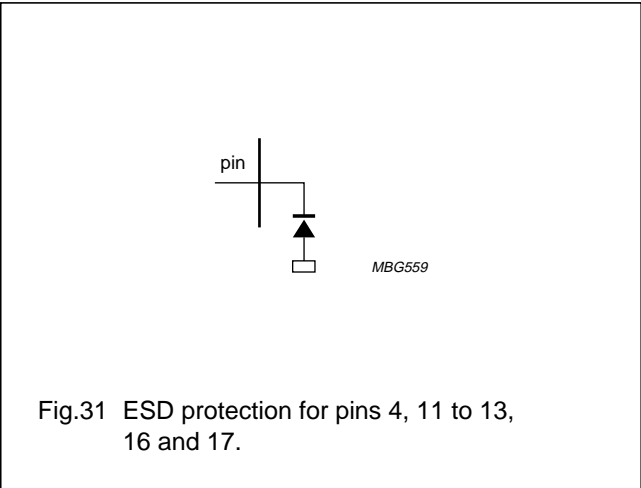 pin
MBG559
Fig.31 ESD protection for pins 4, 11 to 13,
16 and 17.